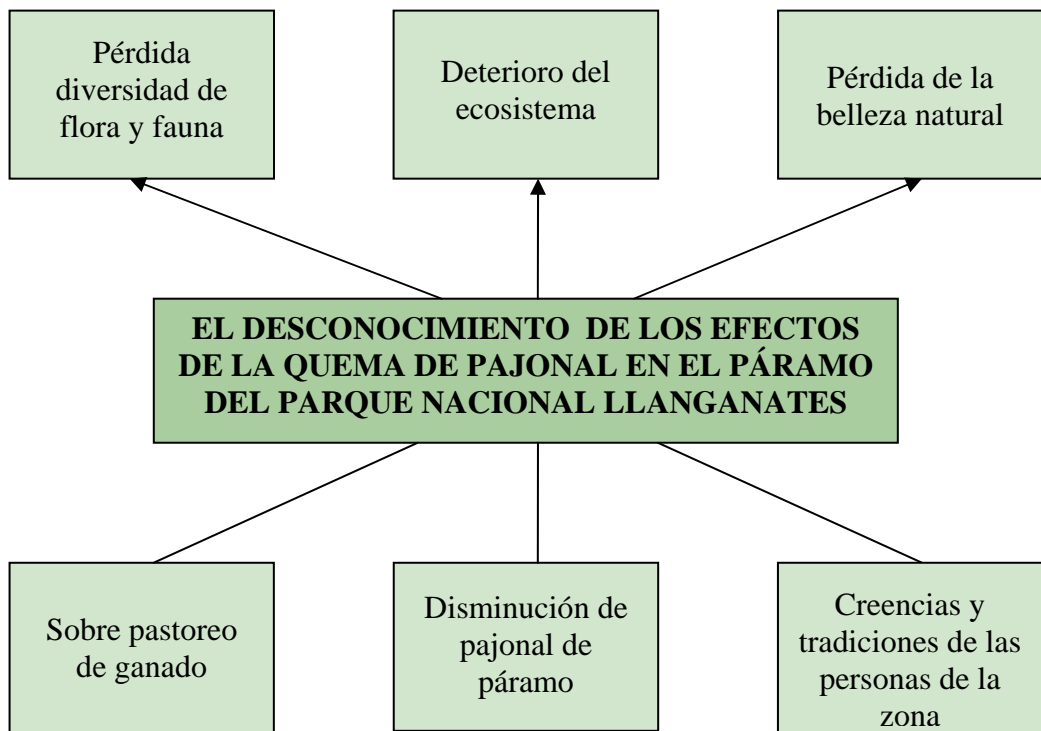 Pérdida
diversidad de
flora y fauna
Deterioro del
ecosistema
Pérdida de la
belleza natural
EL DESCONOCIMIENTO DE LOS EFECTOS
DE LA QUEMA DE PAJONAL EN EL PÁRAMO
DEL PARQUE NACIONAL LLANGANATES
Sobre pastoreo
de ganado
Disminución de
pajonal de
páramo
Creencias y
tradiciones de las
personas de la
zona